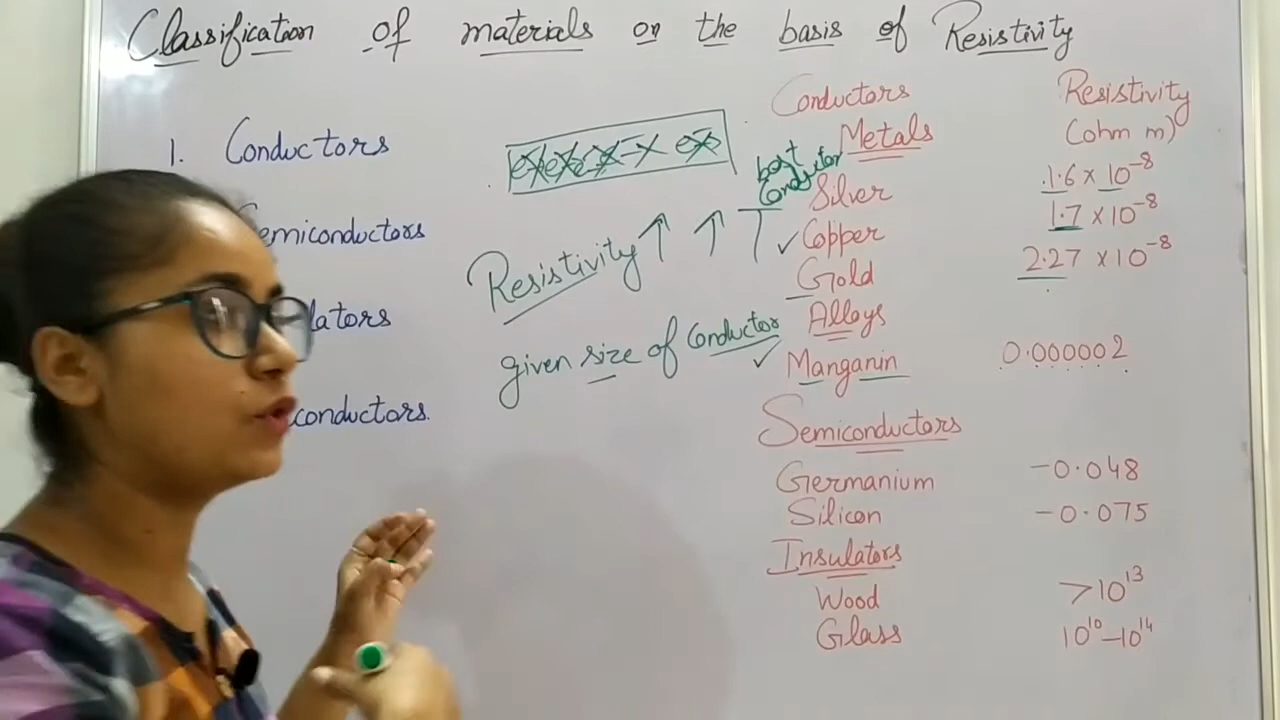 Classification of materials on the basis of Resistivity
1. Conductors
emiconductors
lators
conductors.
Resistivity
given size of Conductor
best
Conductor
Conductors Resistivity
Metals (ohm m)
Silver 1.6 x 10⁻⁸
Copper 1.7 x 10⁻⁸
Gold 2.27 x 10⁻⁸
Alloys
Manganin 0.000002
Semiconductors
Germanium -0.048
Silicon -0.075
Insulators
Wood >10¹³
Glass 10¹⁰-10¹⁴